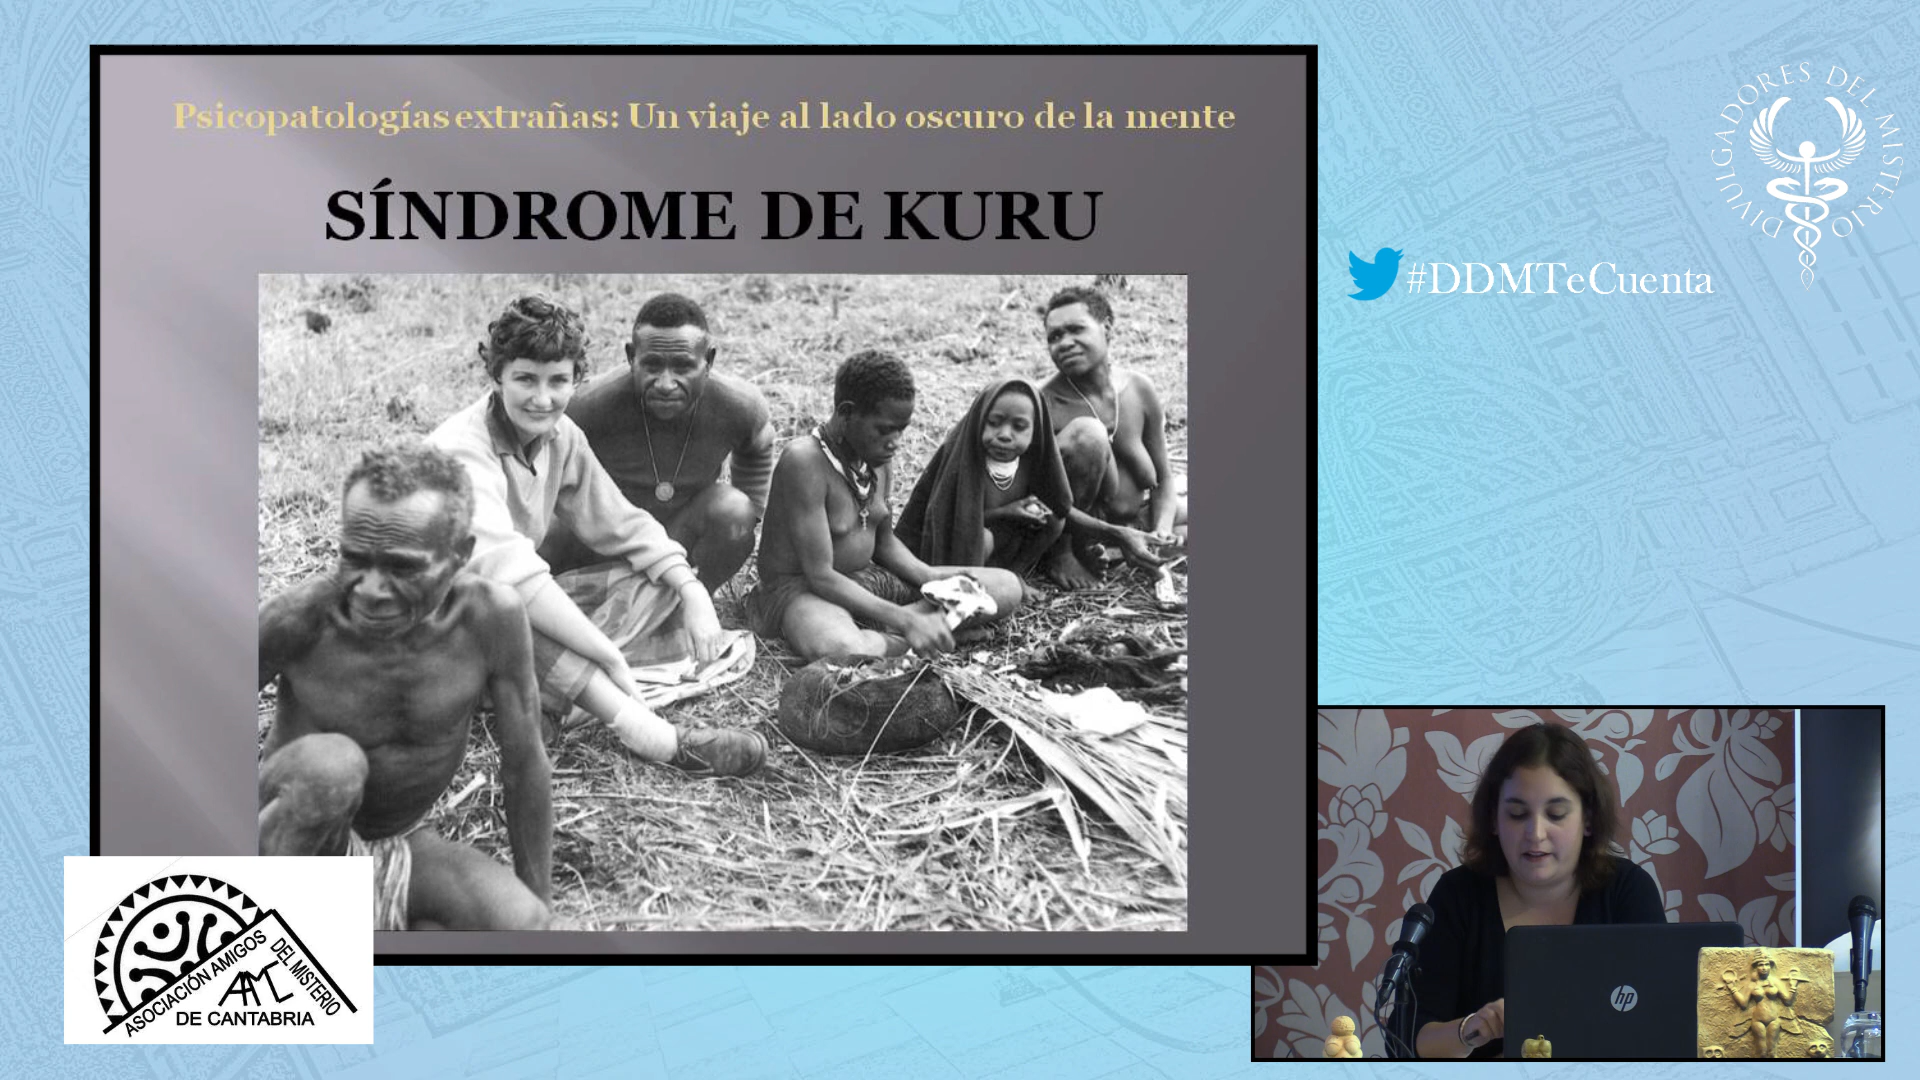 Psicopatologías extrañas: Un viaje al lado oscuro de la mente
SÍNDROME DE KURU
DIVULGADORES DEL MISTERIO
#DDMTeCuenta
ASOCIACIÓN AMIGOS DEL MISTERIO
AMC
DE CANTABRIA
hp